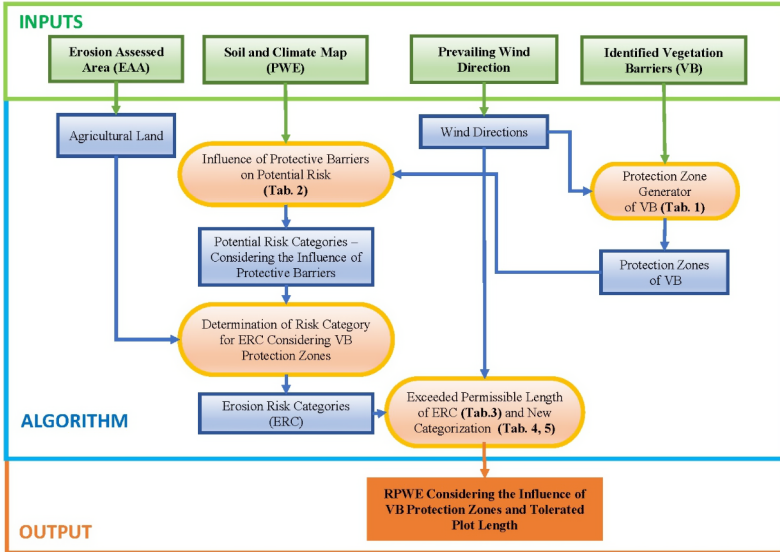 INPUTS
Erosion Assessed
Area (EAA)
Soil and Climate Map
(PWE)
Prevailing Wind
Direction
Identified Vegetation
Barriers (VB)
Agricultural Land
Wind Directions
Influence of Protective Barriers
on Potential Risk
(Tab. 2)
Protection Zone
Generator
of VB (Tab. 1)
Potential Risk Categories –
Considering the Influence of
Protective Barriers
Protection Zones
of VB
Determination of Risk Category
for ERC Considering VB
Protection Zones
Erosion Risk Categories
(ERC)
Exceeded Permissible Length
of ERC (Tab.3) and New
Categorization (Tab. 4, 5)
ALGORITHM
RPWE Considering the Influence of
VB Protection Zones and Tolerated
Plot Length
OUTPUT